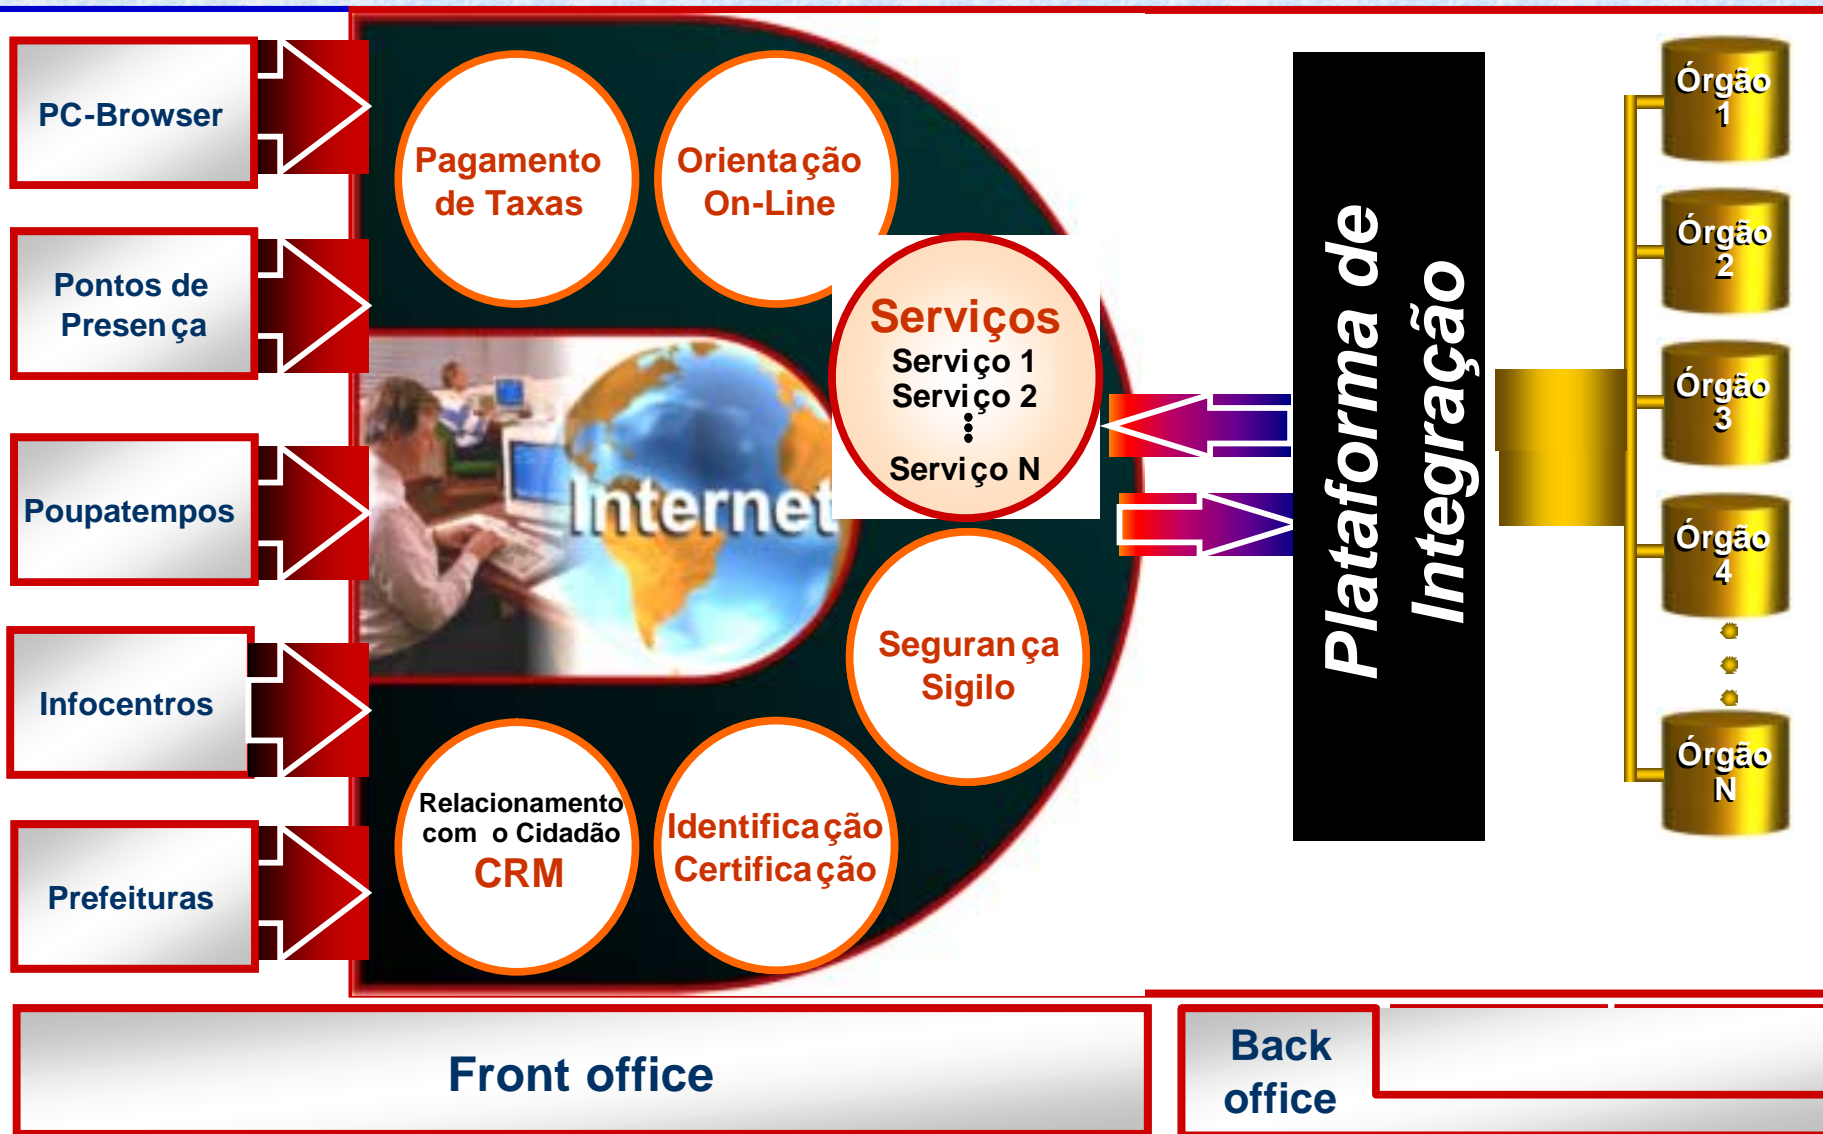 PC-Browser
Pontos de
Presença
Poupatempos
Infocentros
Prefeituras
Pagamento
de Taxas
Orientação
On-Line
Serviços
Serviço 1
Serviço 2
Serviço N
Internet
Segurança
Sigilo
Relacionamento
com o Cidadão
CRM
Identificação
Certificação
Plataforma de
Integração
Órgão
1
Órgão
2
Órgão
3
Órgão
4
Órgão
N
Front office
Back
office